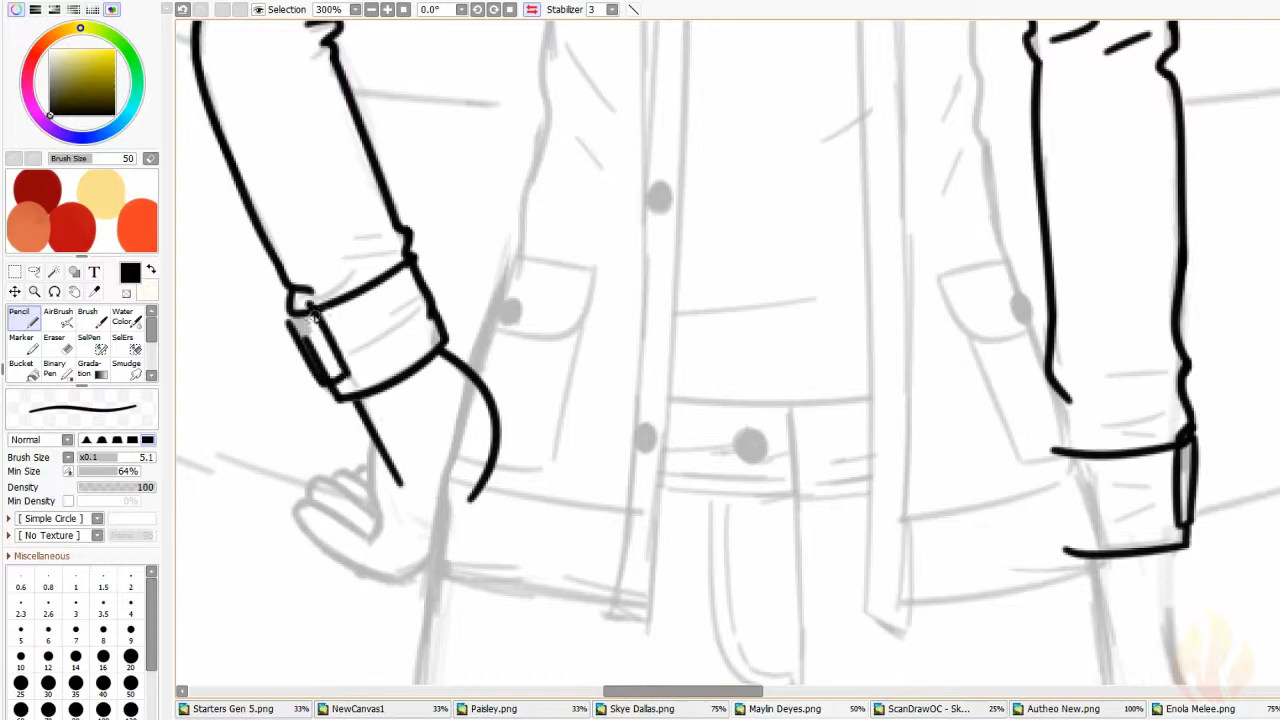 Selection 300% 0.0° Stabilizer 3
Brush Size 50
T
Pencil AirBrush Brush Water Color
Marker Eraser SelPen SelErs
Bucket Binary Pen Grada- tion Smudge
Normal
Brush Size x0.1 5.1
Min Size 64%
Density 100
Min Density 0%
[ Simple Circle ]
[ No Texture ]
Miscellaneous
0.6 0.8 1 1.5 2
2.3 2.6 3 3.5 4
5 6 7 8 9
10 12 14 16 20
25 30 35 40 50
Starters Gen 5.png 33% NewCanvas1 33% Paisley.png 33% Skye Dallas.png 75% Maylin Deyes.png 33% ScanDrawOC - Sk... 25% Autheo New.png 100% Enola Melee.png 75%